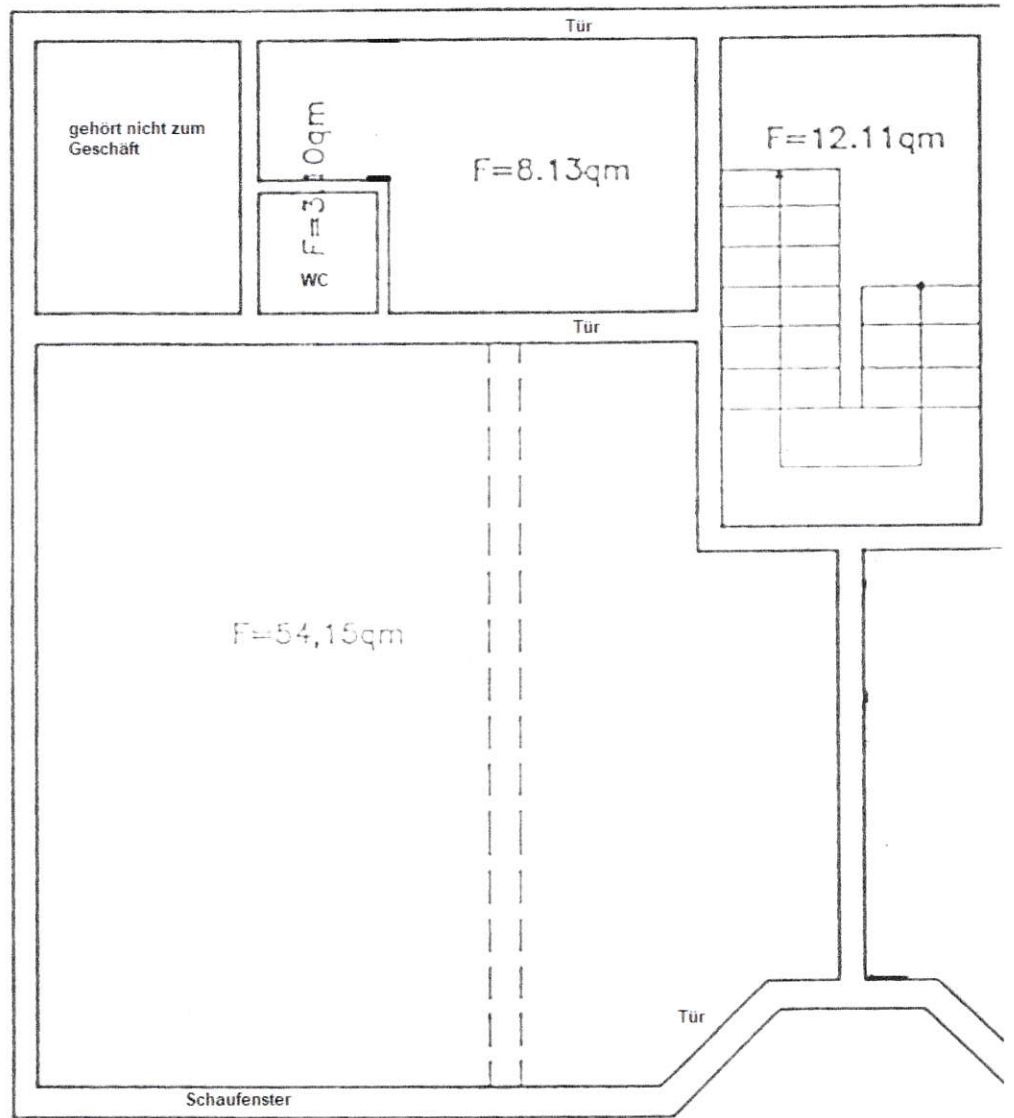 Tür
gehört nicht zum
Geschäft
F=8.13qm
F=12.11qm
WC
Tür
F=54,15qm
Tür
Schaufenster